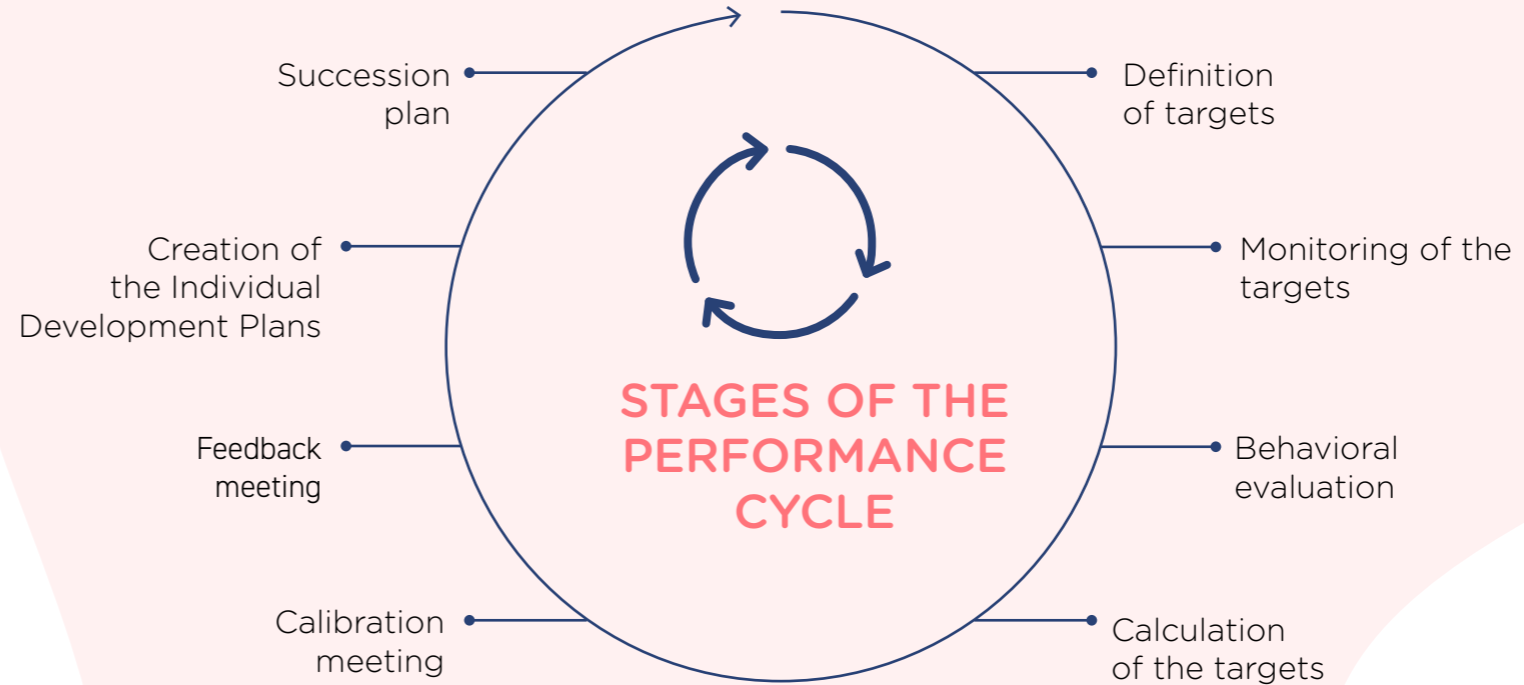 Succession
plan
Definition
of targets
Creation of
the Individual
Development Plans
Monitoring of the
targets
STAGES OF THE
PERFORMANCE
CYCLE
Feedback
meeting
Behavioral
evaluation
Calibration
meeting
Calculation
of the targets